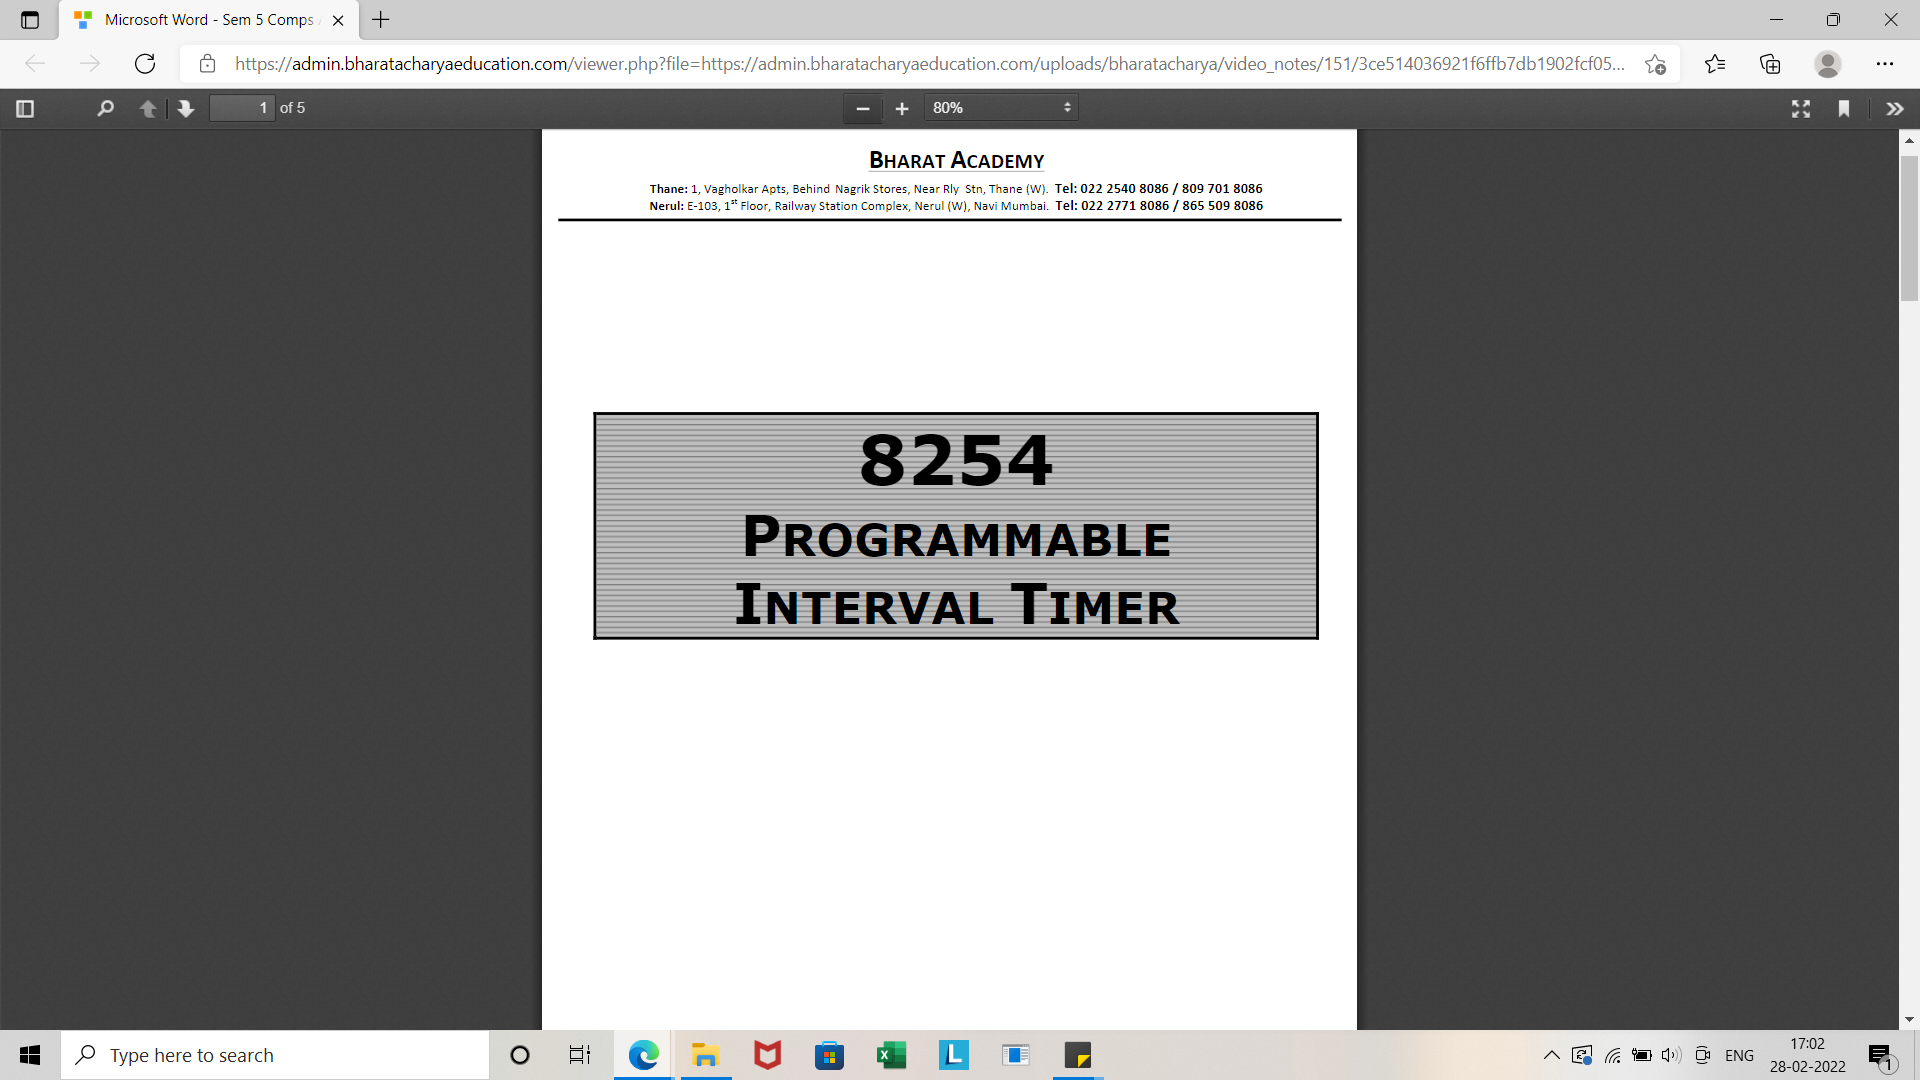 Microsoft Word - Sem 5 Comps
https://admin.bharatacharyaeducation.com/viewer.php?file=https://admin.bharatacharyaeducation.com/uploads/bharatacharya/video_notes/151/3ce514036921f6ffb7db1902fcf05...
1 of 5
80%
BHARAT ACADEMY
Thane: 1, Vagholkar Apts, Behind Nagrik Stores, Near Rly Stn, Thane (W). Tel: 022 2540 8086 / 809 701 8086
Nerul: E-103, 1st Floor, Railway Station Complex, Nerul (W), Navi Mumbai. Tel: 022 2771 8086 / 865 509 8086
8254
PROGRAMMABLE
INTERVAL TIMER
Type here to search
L
ENG
17:02
28-02-2022
1